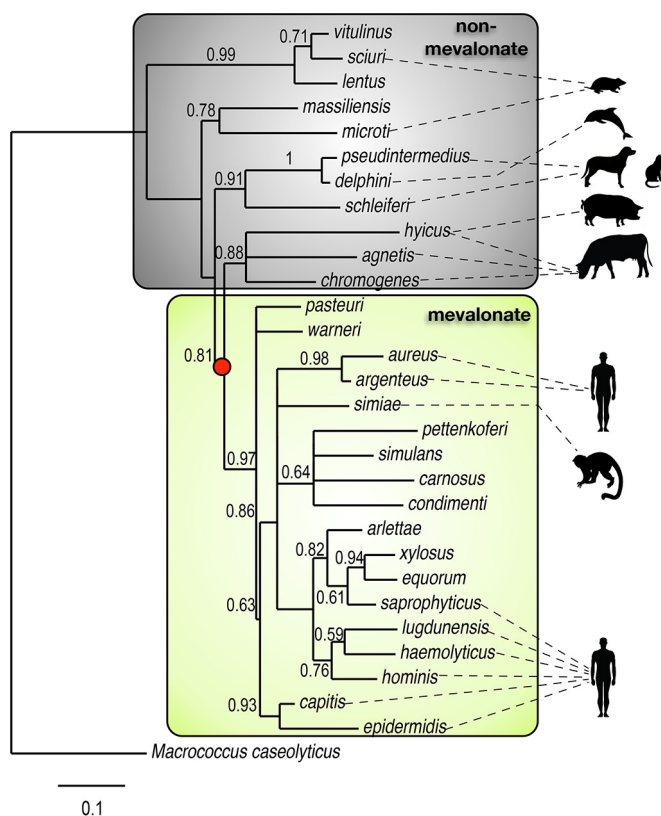 non-
mevalonate
0.71
vitulinus
0.99
sciuri
lentus
0.78
massiliensis
microti
1
pseudintermedius
delphini
0.91
schleiferi
hyicus
0.88
agnetis
chromogenes
mevalonate
pasteuri
warneri
0.81
0.98
aureus
argenteus
simiae
pettenkoferi
0.97
simulans
0.64
carnosus
condimenti
0.86
arlettae
0.82
0.94
xylosus
equorum
0.61
saprophyticus
0.63
lugdunensis
0.59
haemolyticus
0.76
hominis
0.93
capitis
epidermidis
Macrococcus caseolyticus
0.1